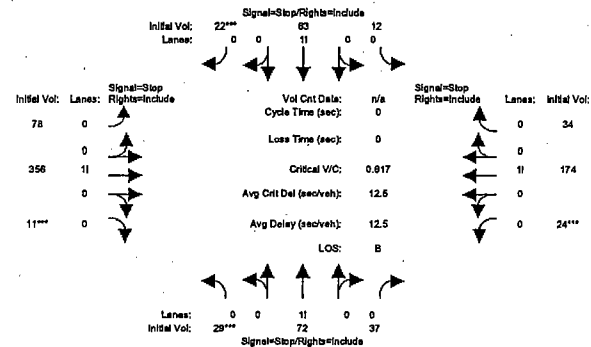 Signal=Stop/Rights=Include
Initial Vol: 22*** 63 12
Lanes: 0 0 1! 0 0
Signal=Stop
Initial Vol: Lanes: Rights=Include
Vol Cnt Data: n/a
Signal=Stop
Rights=Include Lanes: Initial Vol:
Cycle Time (sec): 0
78 0
0 34
Loss Time (sec): 0
0
0
356 1!
Critical V/C: 0.617
1! 174
0
Avg Crit Del (sec/veh): 12.5
0
11*** 0
Avg Delay (sec/veh): 12.5
0 24***
LOS: B
Lanes: 0 0 1! 0 0
Initial Vol: 29*** 72 37
Signal=Stop/Rights=Include